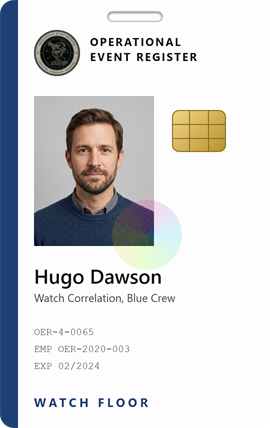 OPERATIONAL
EVENT REGISTER
Hugo Dawson
Watch Correlation, Blue Crew
OER-4-0065
EMP OER-2020-003
EXP 02/2024
WATCH FLOOR